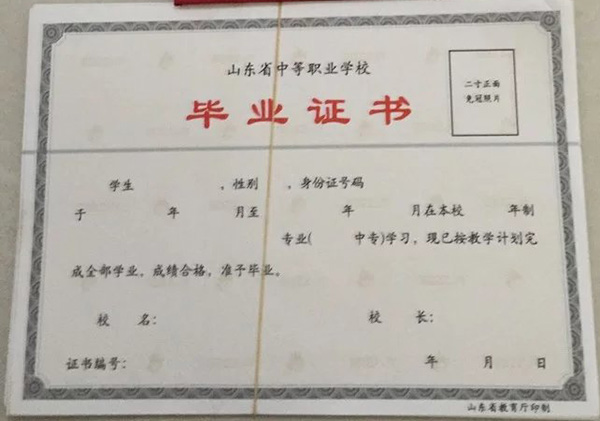 山东省中等职业学校
毕业证书
二寸正面
免冠照片
学生 ，性别 ，身份证号码
于 年 月至 年 月在本校 年制
专业( 中专)学习，现已按教学计划完
成全部学业，成绩合格，准予毕业。
校 名： 校 长：
证书编号： 年 月 日
山东省教育厅印制